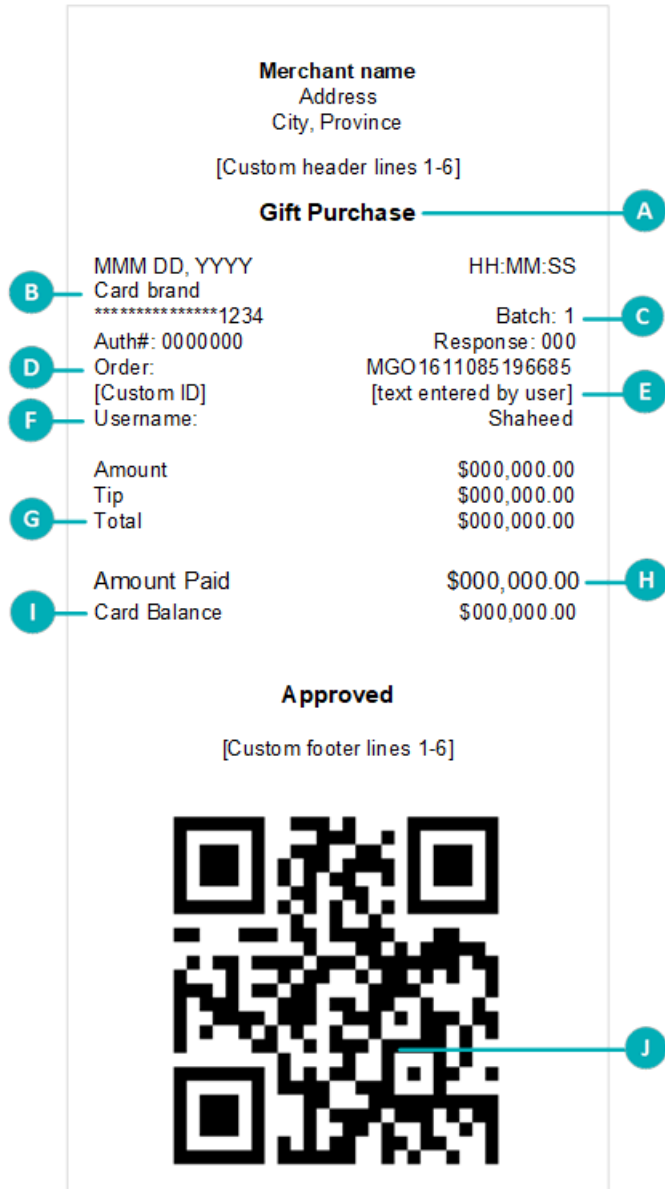 Merchant name
Address
City, Province
[Custom header lines 1-6]
Gift Purchase A
MMM DD, YYYY HH:MM:SS
B Card brand
***************1234 Batch: 1 C
Auth#: 0000000 Response: 000
D Order: MGO1611085196685
[Custom ID] [text entered by user] E
F Username: Shaheed
Amount $000,000.00
Tip $000,000.00
G Total $000,000.00
Amount Paid $000,000.00 H
I Card Balance $000,000.00
Approved
[Custom footer lines 1-6]
J